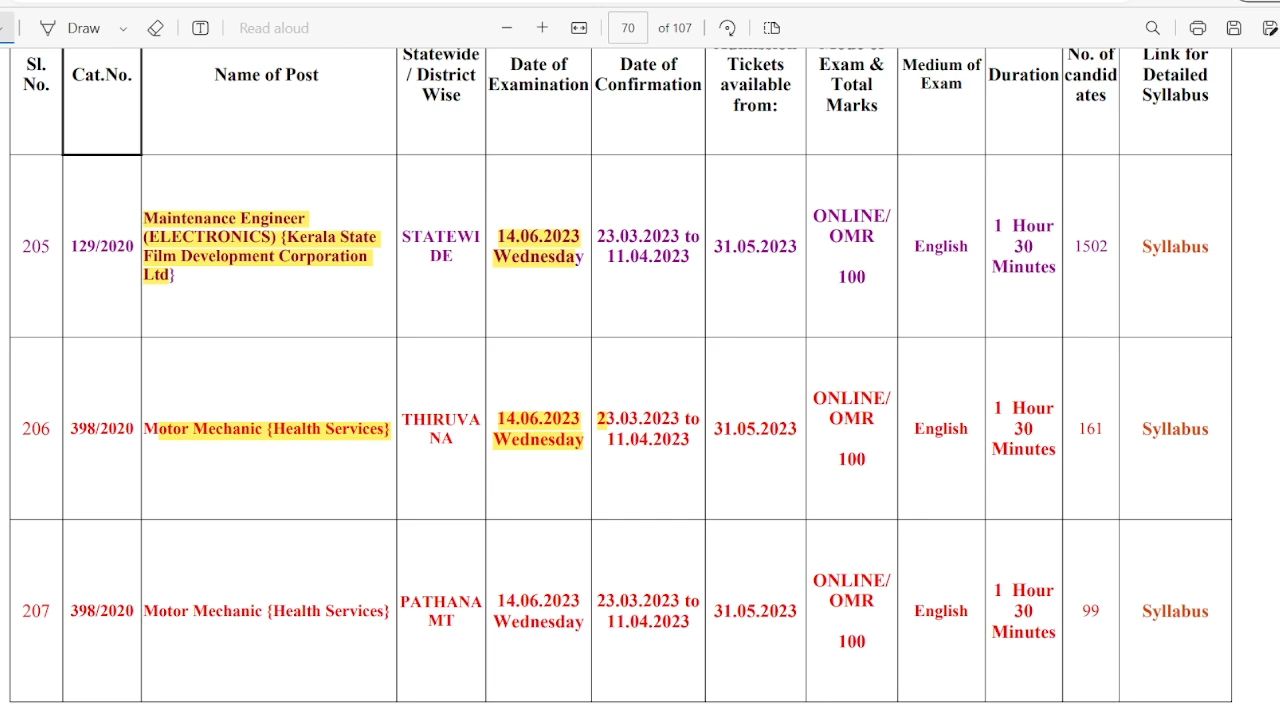 Draw
Read aloud
70 of 107
Sl. No.
Cat.No.
Name of Post
Statewide
/ District
Wise
Date of
Examination
Date of
Confirmation
Tickets
available
from:
Exam &
Total
Marks
Medium of
Exam
Duration
No. of
candid
ates
Link for
Detailed
Syllabus
205
129/2020
Maintenance Engineer
(ELECTRONICS) {Kerala State
Film Development Corporation
Ltd}
STATEWI
DE
14.06.2023
Wednesday
23.03.2023 to
11.04.2023
31.05.2023
ONLINE/
OMR
100
English
1 Hour
30
Minutes
1502
Syllabus
206
398/2020
Motor Mechanic {Health Services}
THIRUVA
NA
14.06.2023
Wednesday
23.03.2023 to
11.04.2023
31.05.2023
ONLINE/
OMR
100
English
1 Hour
30
Minutes
161
Syllabus
207
398/2020
Motor Mechanic {Health Services}
PATHANA
MT
14.06.2023
Wednesday
23.03.2023 to
11.04.2023
31.05.2023
ONLINE/
OMR
100
English
1 Hour
30
Minutes
99
Syllabus